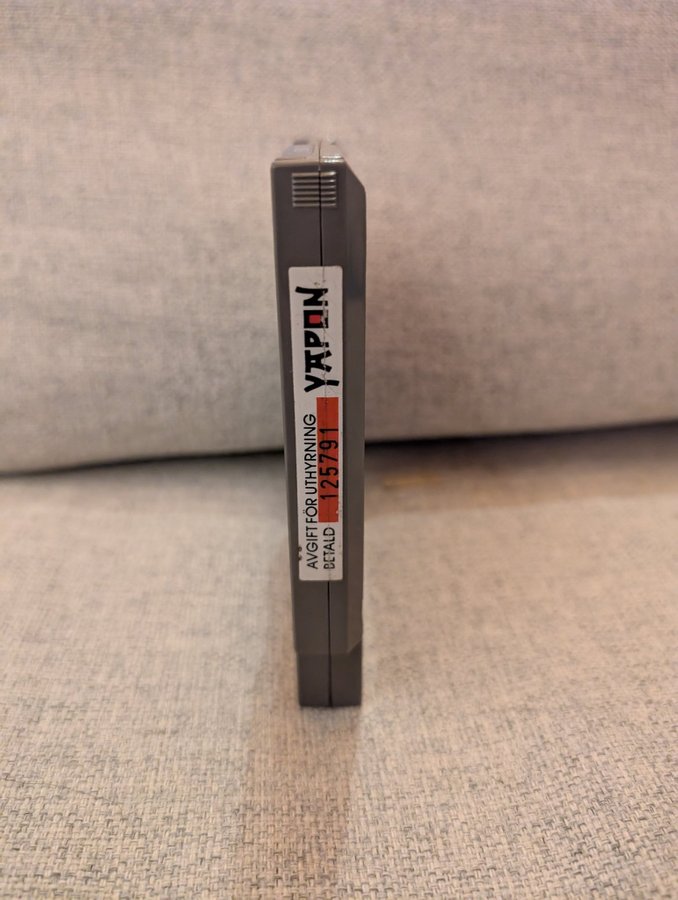 YAPON
AVGIFT FÖR UTHYRNING
BETALD 125791